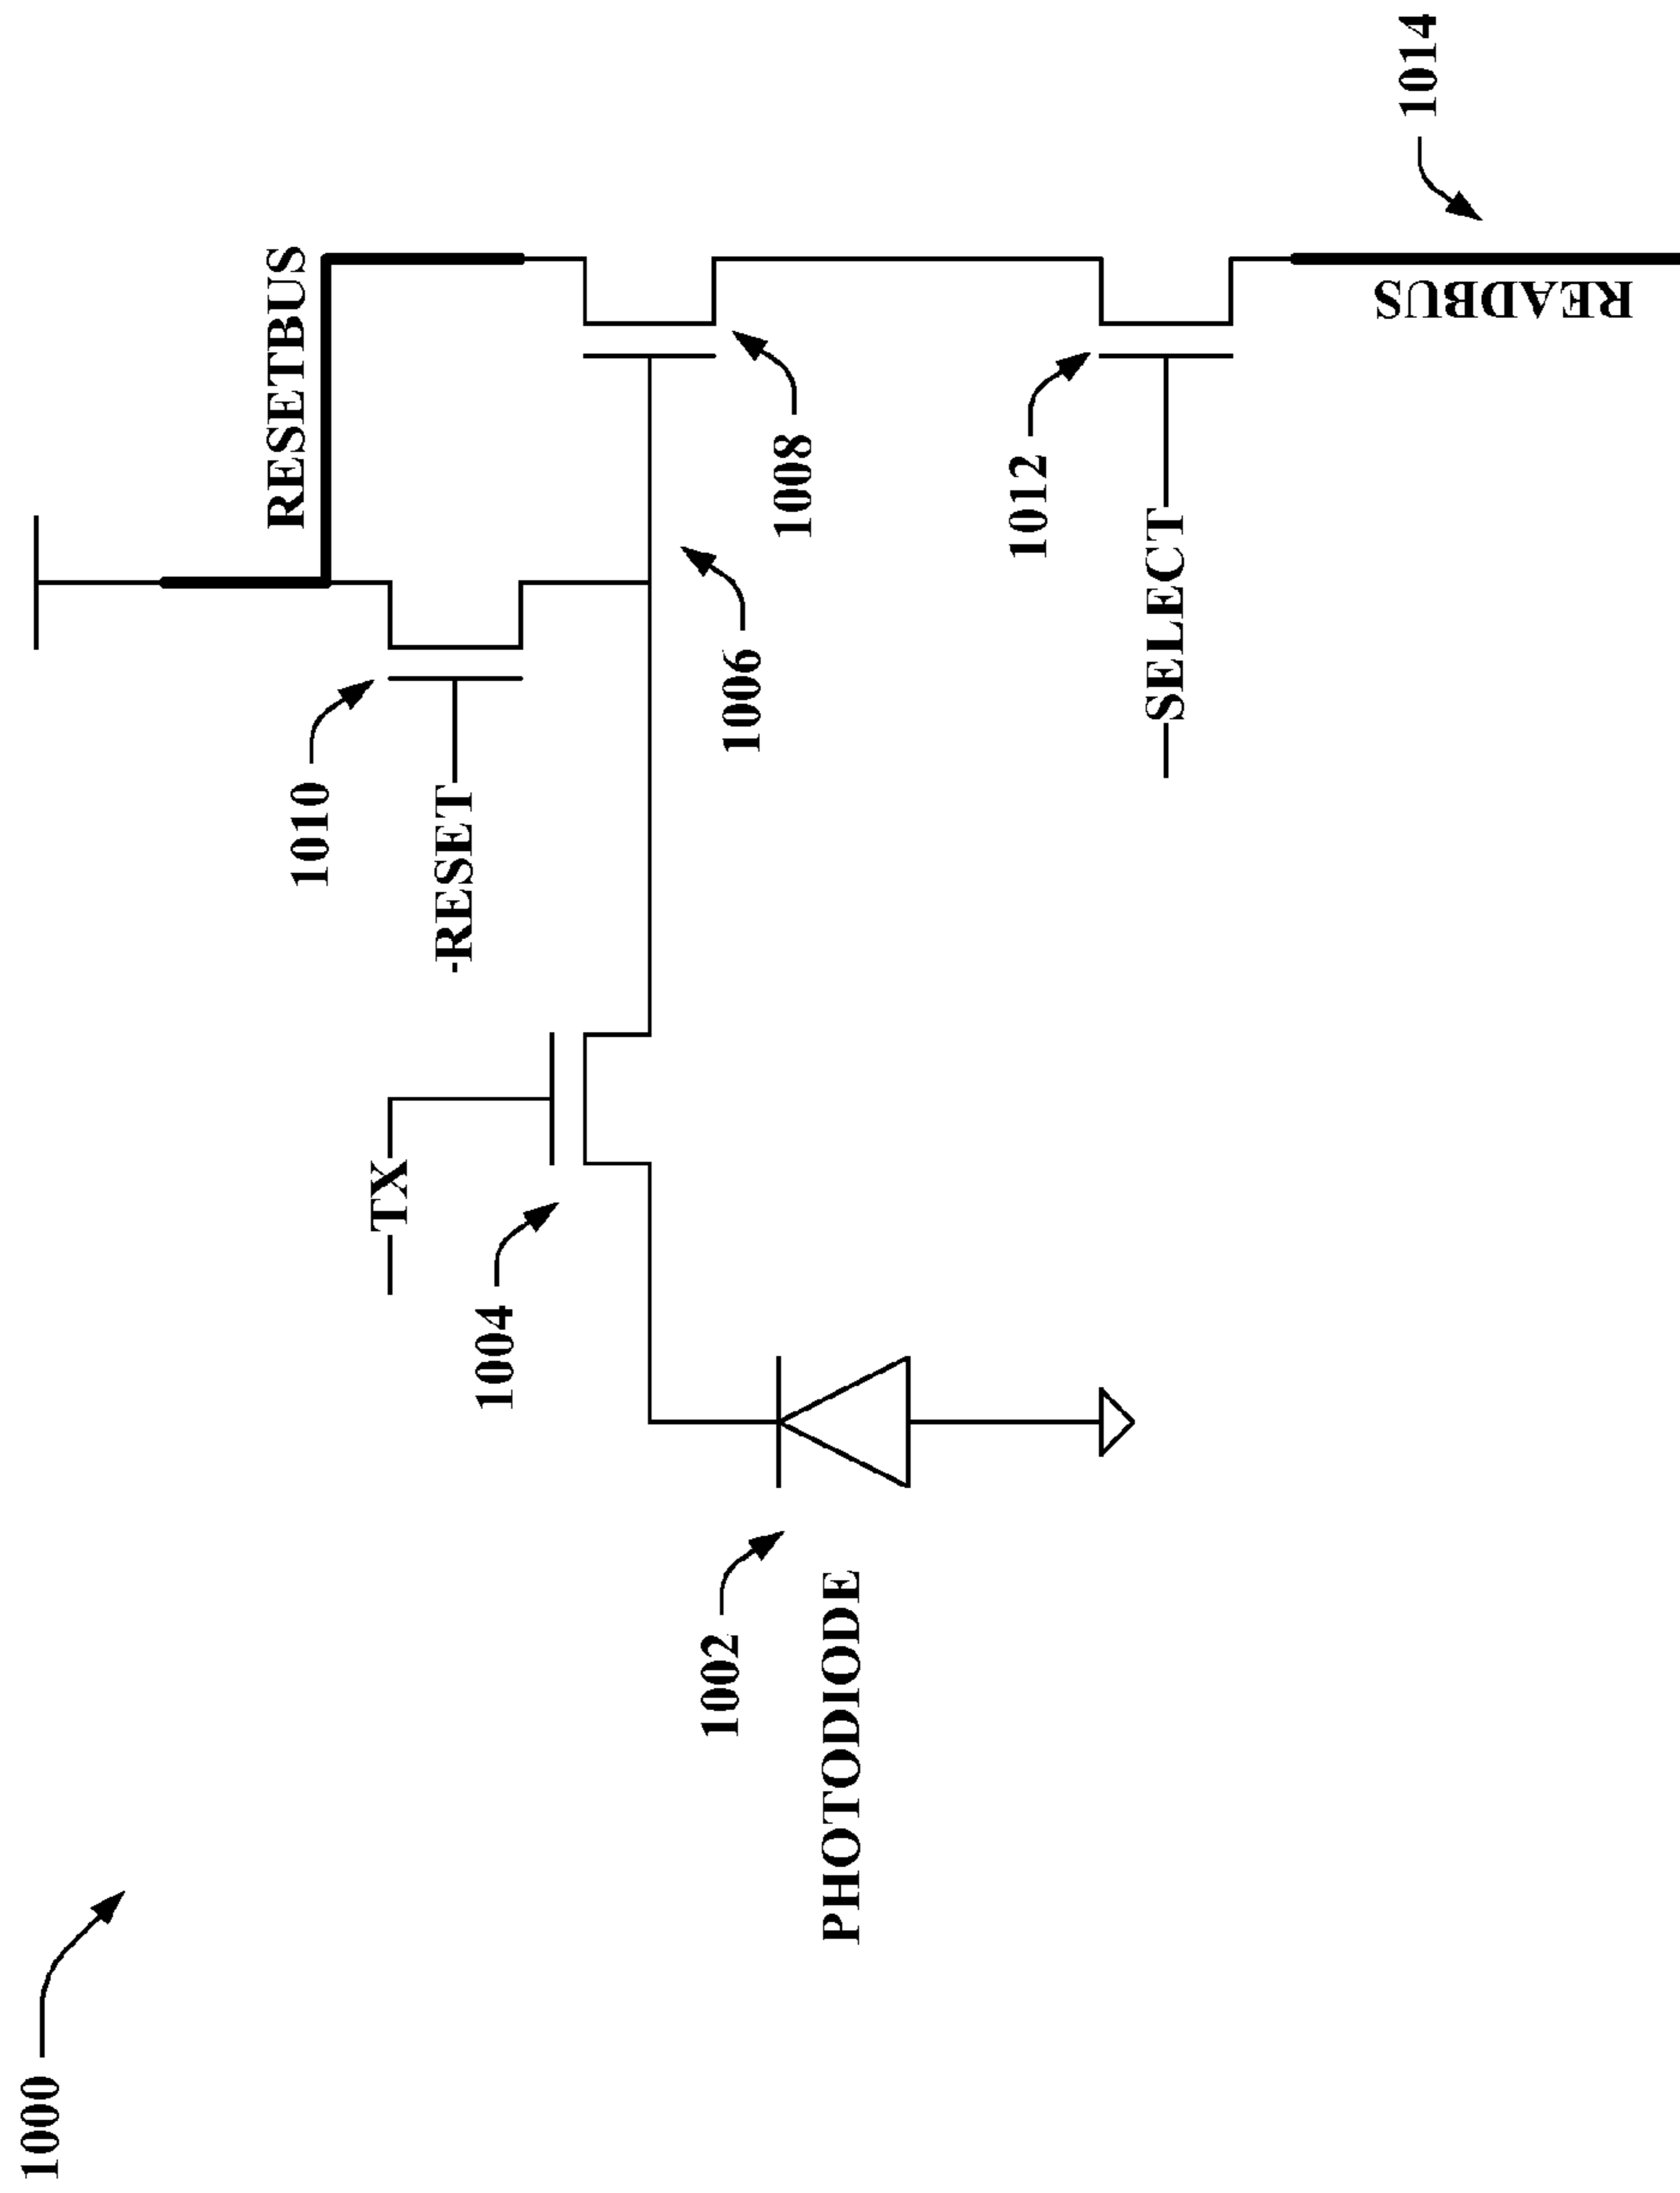 1000
1002
PHOTODIODE
1004
TX
1010
RESET
RESETBUS
1006
1008
1012
SELECT
READBUS
1014